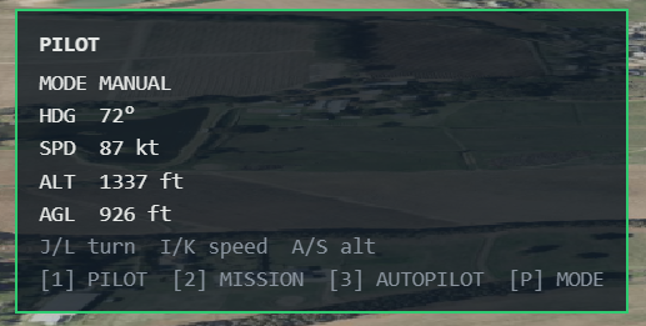 PILOT
MODE MANUAL
HDG 72°
SPD 87 kt
ALT 1337 ft
AGL 926 ft
J/L turn I/K speed A/S alt
[1] PILOT [2] MISSION [3] AUTOPILOT [P] MODE